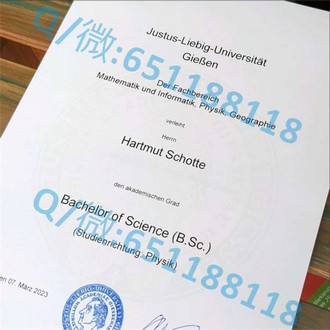 Justus-Liebig-Universität
Gießen
Der Fachbereich
Mathematik und Informatik, Physik, Geographie
verleiht
Herrn
Hartmut Schotte
den akademischen Grad
Bachelor of Science (B.Sc.)
(Studienrichtung: Physik)
en 07. März 2023
Q/微:651188118
Q/微:651188118